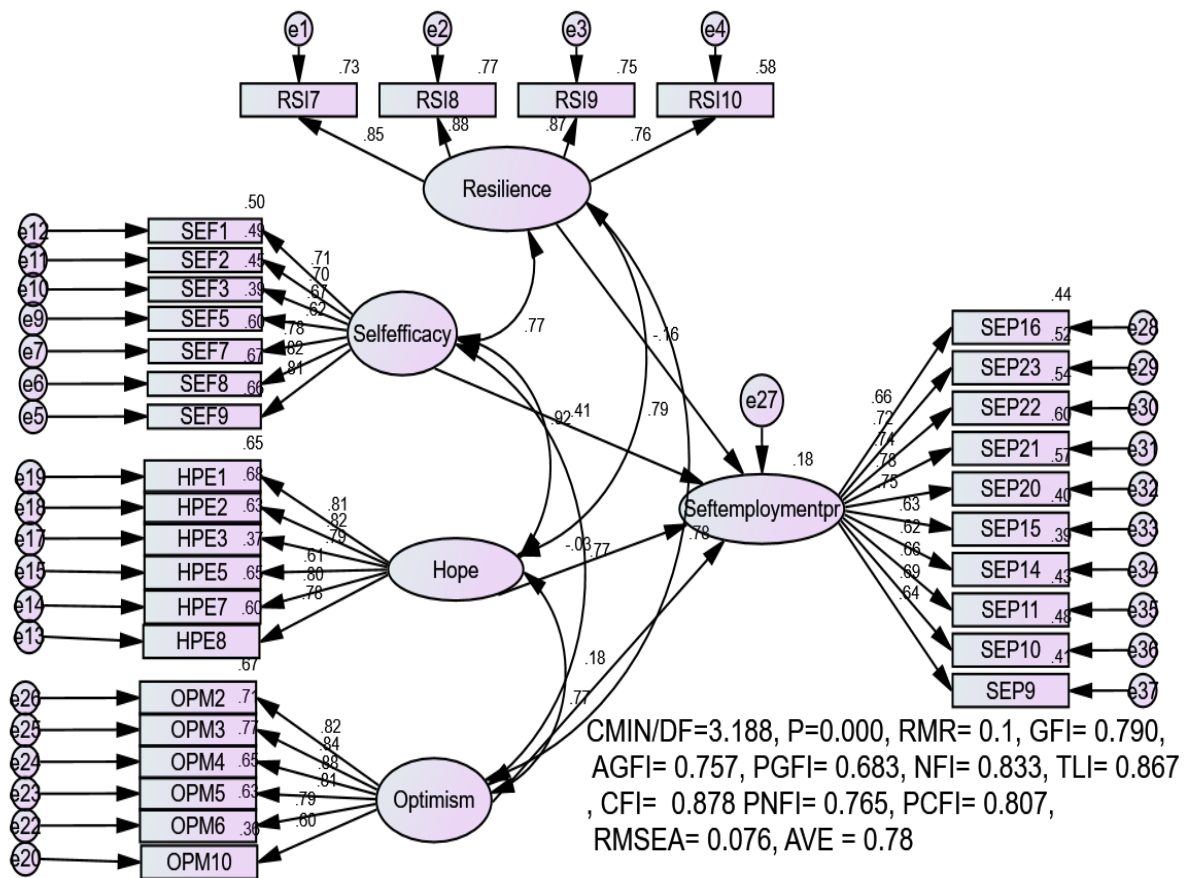 e1 e2 e3 e4
.73 .77 .75 .58
RSI7 RSI8 RSI9 RSI10
.85 .88 .87 .76
Resilience
.50
e12 SEF1 .49
e11 SEF2 .45
e10 SEF3 .39
e9 SEF5 .60
e7 SEF7 .67
e6 SEF8 .66
e5 SEF9
.71
.70
.67
.62
.78
.82
.81
Selfefficacy
.77
-.16
.79
.92 .41
e27
.18
Seftemploymentpr
.65
e19 HPE1 .68
e18 HPE2 .63
e17 HPE3 .37
e15 HPE5 .65
e14 HPE7 .60
e13 HPE8
.81
.82
.79
.61
.80
.78
Hope
-.03 .77
.78
.67
e26 OPM2 .71
e25 OPM3 .77
e24 OPM4 .65
e23 OPM5 .63
e22 OPM6 .36
e20 OPM10
.82
.84
.88
.81
.79
.60
Optimism
.18
.77
.44
SEP16 .52 e28
SEP23 .54 e29
SEP22 .60 e30
SEP21 .57 e31
SEP20 .40 e32
SEP15 .39 e33
SEP14 .43 e34
SEP11 .48 e35
SEP10 .41 e36
SEP9 e37
.66
.72
.74
.78
.75
.63
.62
.66
.69
.64
CMIN/DF=3.188, P=0.000, RMR= 0.1, GFI= 0.790,
AGFI= 0.757, PGFI= 0.683, NFI= 0.833, TLI= 0.867
, CFI= 0.878 PNFI= 0.765, PCFI= 0.807,
RMSEA= 0.076, AVE = 0.78